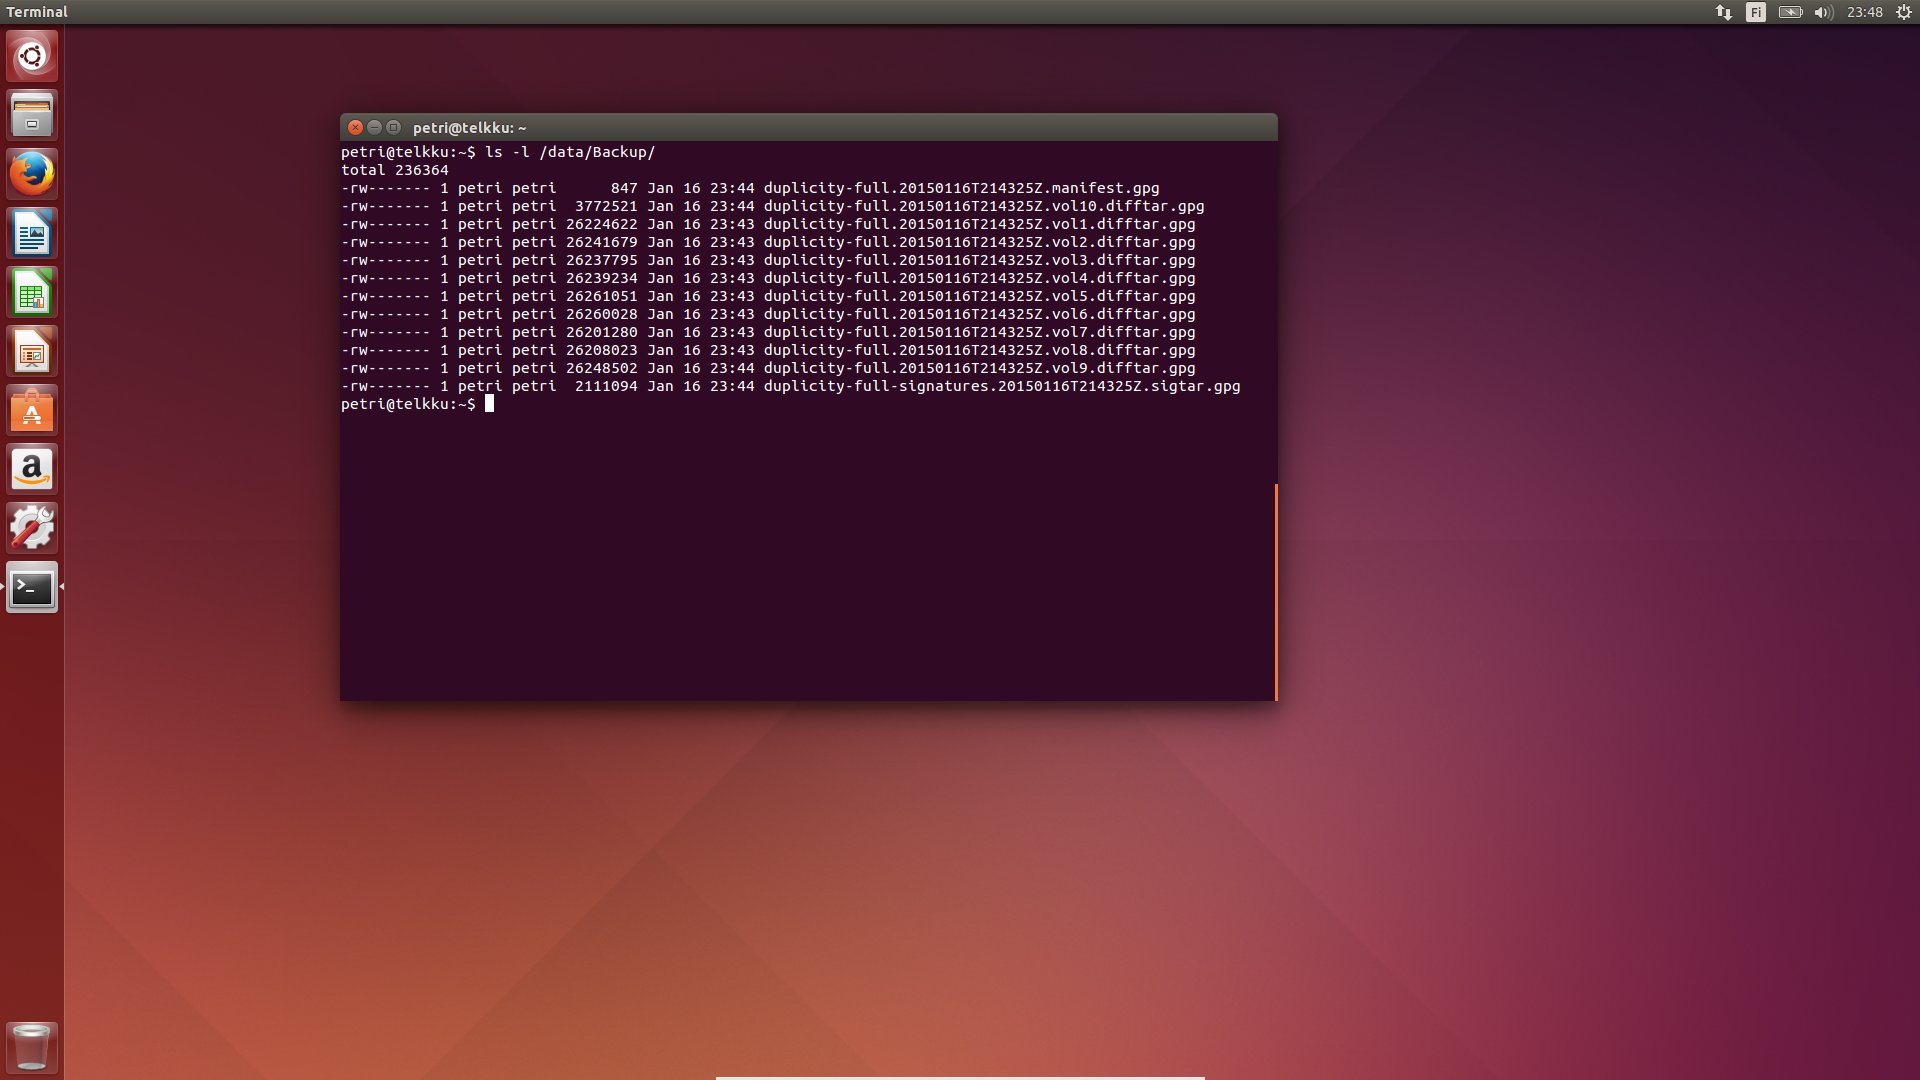 Terminal
Fi
23:48
petri@telkku: ~
petri@telkku:~$ ls -l /data/Backup/
total 236364
-rw------- 1 petri petri      847 Jan 16 23:44 duplicity-full.20150116T214325Z.manifest.gpg
-rw------- 1 petri petri  3772521 Jan 16 23:44 duplicity-full.20150116T214325Z.vol10.difftar.gpg
-rw------- 1 petri petri 26224622 Jan 16 23:43 duplicity-full.20150116T214325Z.vol1.difftar.gpg
-rw------- 1 petri petri 26241679 Jan 16 23:43 duplicity-full.20150116T214325Z.vol2.difftar.gpg
-rw------- 1 petri petri 26237795 Jan 16 23:43 duplicity-full.20150116T214325Z.vol3.difftar.gpg
-rw------- 1 petri petri 26239234 Jan 16 23:43 duplicity-full.20150116T214325Z.vol4.difftar.gpg
-rw------- 1 petri petri 26261051 Jan 16 23:43 duplicity-full.20150116T214325Z.vol5.difftar.gpg
-rw------- 1 petri petri 26260028 Jan 16 23:43 duplicity-full.20150116T214325Z.vol6.difftar.gpg
-rw------- 1 petri petri 26201280 Jan 16 23:43 duplicity-full.20150116T214325Z.vol7.difftar.gpg
-rw------- 1 petri petri 26208023 Jan 16 23:43 duplicity-full.20150116T214325Z.vol8.difftar.gpg
-rw------- 1 petri petri 26248502 Jan 16 23:43 duplicity-full.20150116T214325Z.vol9.difftar.gpg
-rw------- 1 petri petri  2111094 Jan 16 23:44 duplicity-full-signatures.20150116T214325Z.sigtar.gpg
petri@telkku:~$